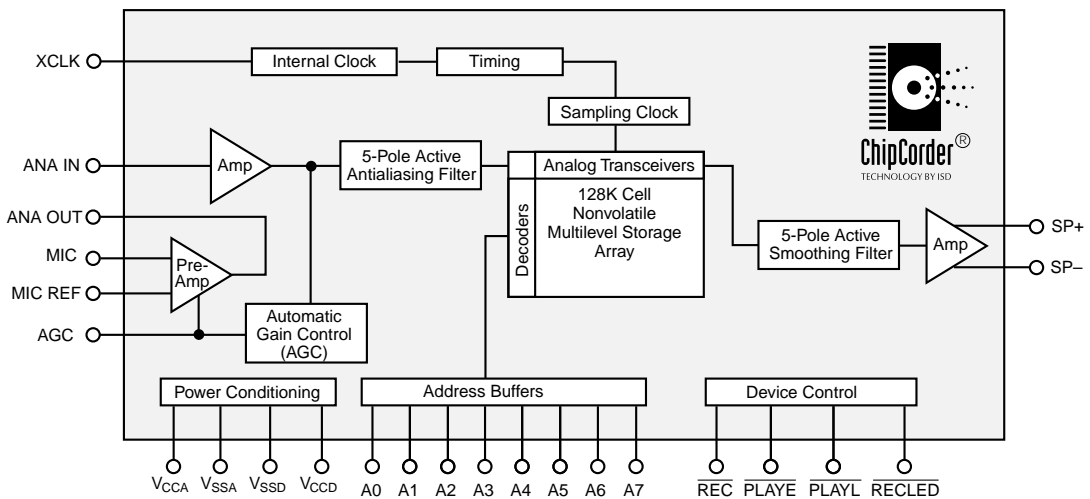 XCLK
Internal Clock
Timing
Sampling Clock
ChipCorder®
TECHNOLOGY BY ISD
ANA IN
Amp
5-Pole Active
Antialiasing Filter
Analog Transceivers
Decoders
128K Cell
Nonvolatile
Multilevel Storage
Array
ANA OUT
MIC
Pre-
Amp
MIC REF
AGC
Automatic
Gain Control
(AGC)
5-Pole Active
Smoothing Filter
Amp
SP+
SP–
Power Conditioning
Address Buffers
Device Control
VCCA
VSSA
VSSD
VCCD
A0
A1
A2
A3
A4
A5
A6
A7
REC
PLAYE
PLAYL
RECLED